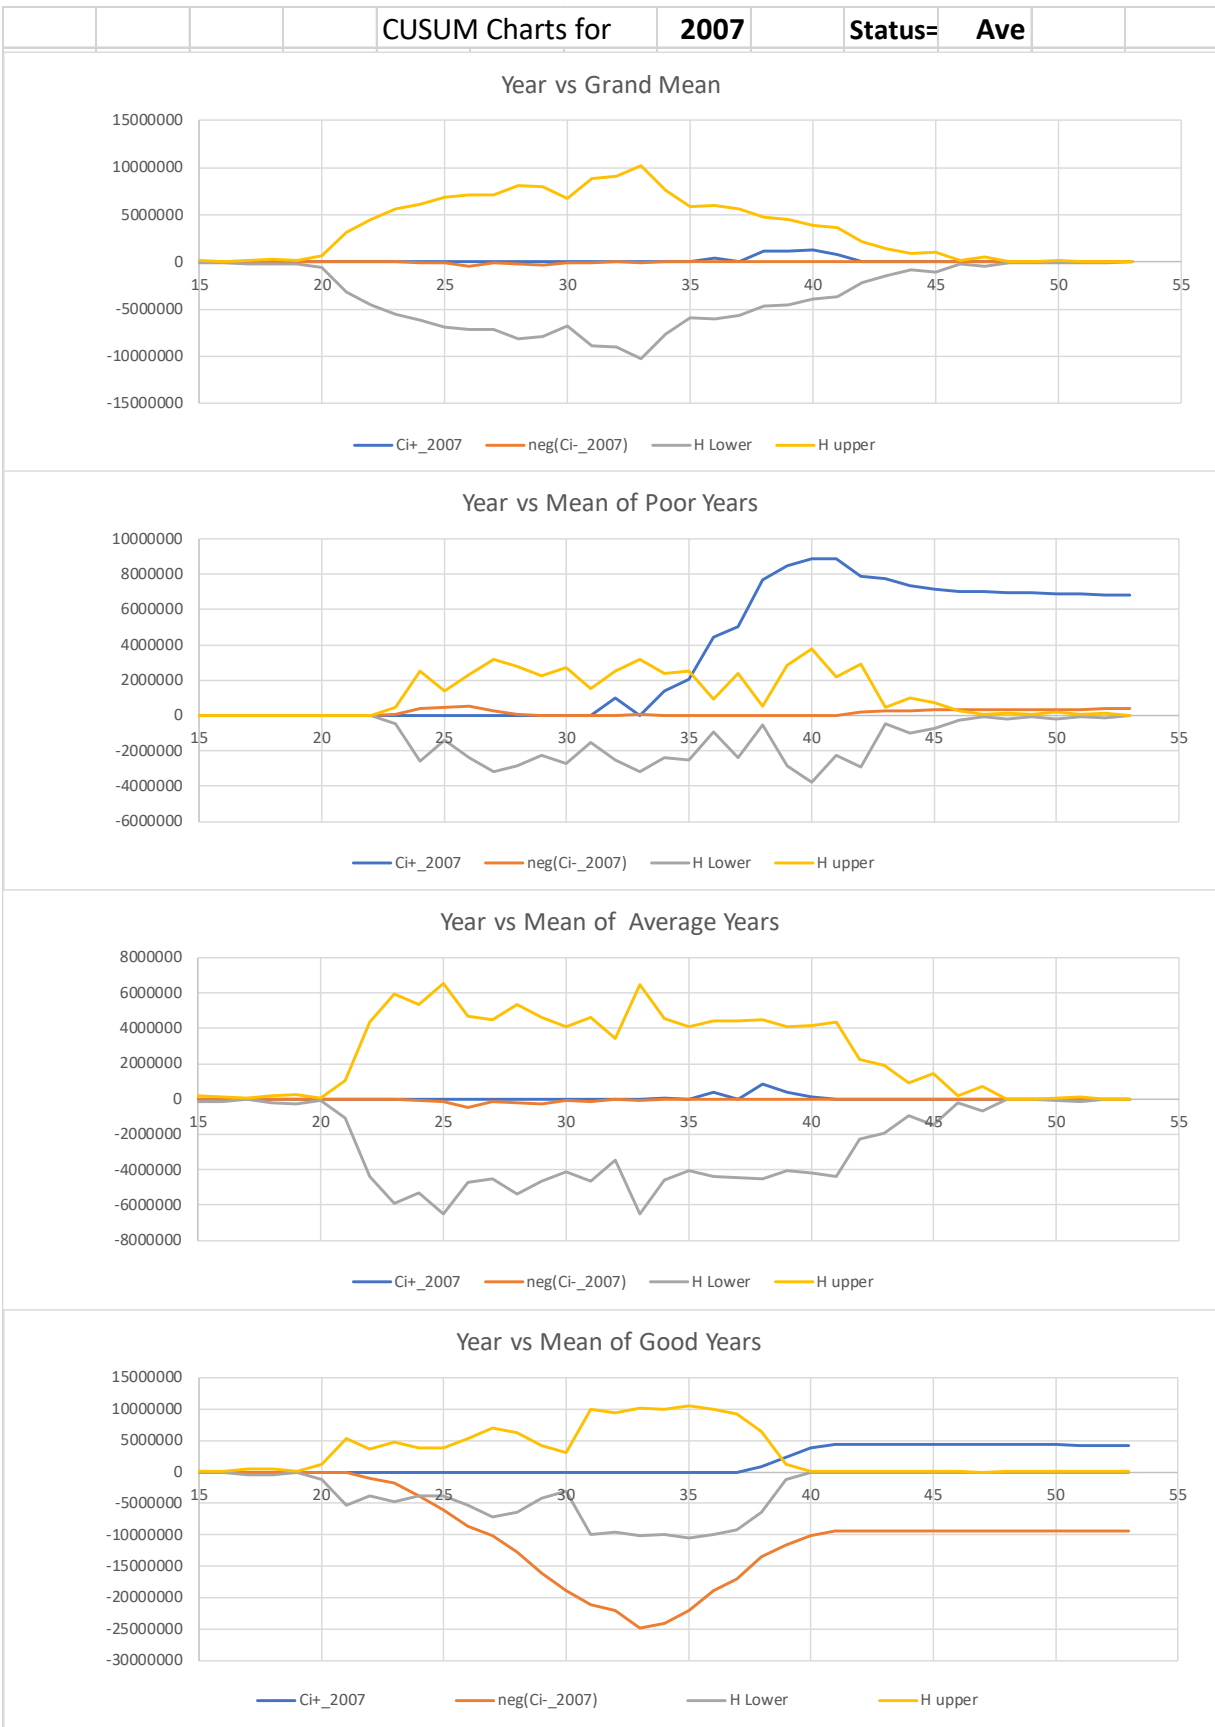 CUSUM Charts for 2007 Status= Ave
Year vs Grand Mean
15000000
10000000
5000000
0
-5000000
-10000000
-15000000
15 20 25 30 35 40 45 50 55
Ci+_2007 neg(Ci-_2007) H Lower H upper
Year vs Mean of Poor Years
10000000
8000000
6000000
4000000
2000000
0
-2000000
-4000000
-6000000
15 20 25 30 35 40 45 50 55
Ci+_2007 neg(Ci-_2007) H Lower H upper
Year vs Mean of Average Years
8000000
6000000
4000000
2000000
0
-2000000
-4000000
-6000000
-8000000
15 20 25 30 35 40 45 50 55
Ci+_2007 neg(Ci-_2007) H Lower H upper
Year vs Mean of Good Years
15000000
10000000
5000000
0
-5000000
-10000000
-15000000
-20000000
-25000000
-30000000
15 20 25 30 35 40 45 50 55
Ci+_2007 neg(Ci-_2007) H Lower H upper